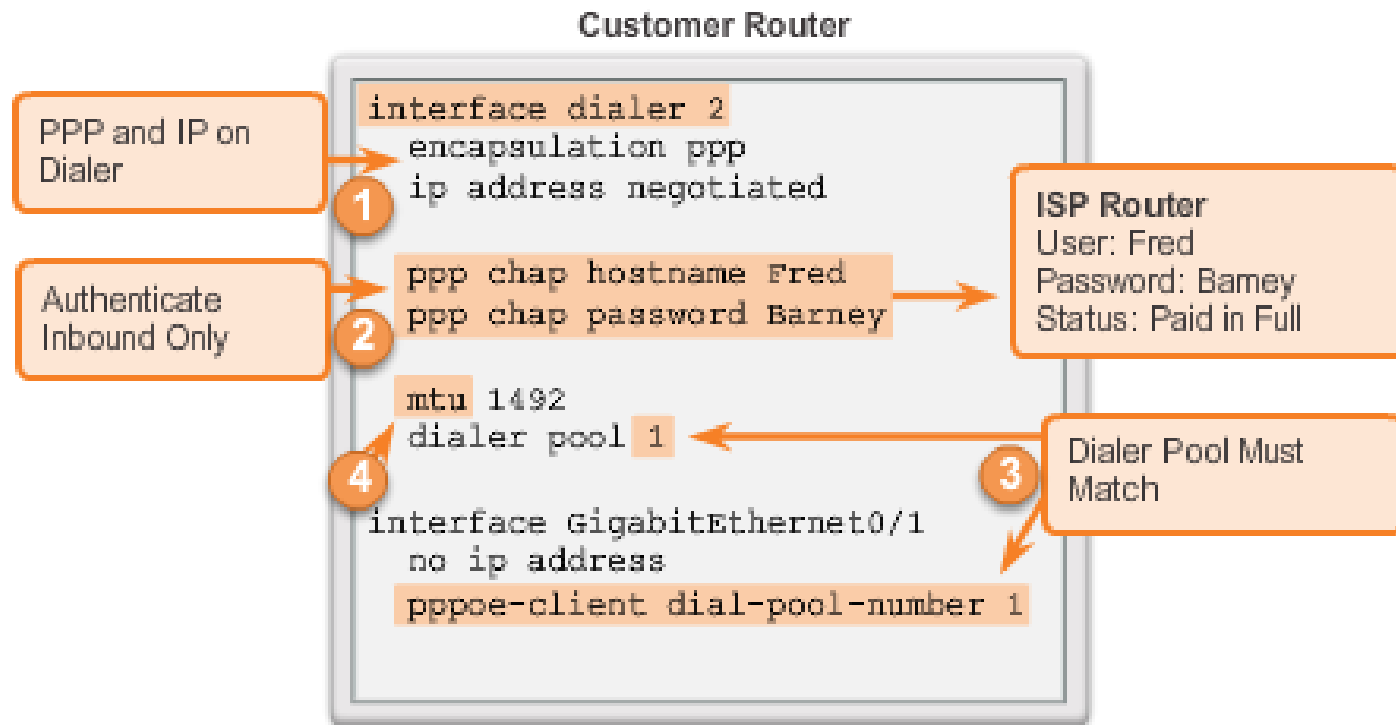 Customer Router
PPP and IP on
Dialer
1
interface dialer 2
encapsulation ppp
ip address negotiated
Authenticate
Inbound Only
2
ppp chap hostname Fred
ppp chap password Barney
ISP Router
User: Fred
Password: Barney
Status: Paid in Full
mtu 1492
dialer pool 1
4
3
Dialer Pool Must
Match
interface GigabitEthernet0/1
no ip address
pppoe-client dial-pool-number 1